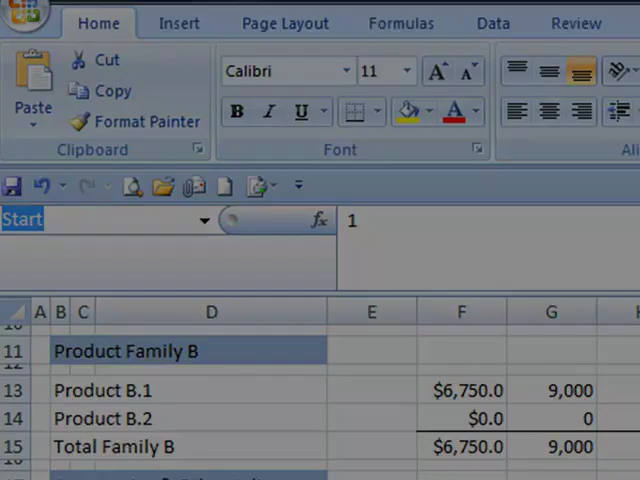 Home Insert Page Layout Formulas Data Review
Cut
Calibri 11 A A
Copy
Paste
B I U A
Format Painter
Clipboard Font
Start fx 1
A B C D E F G
11 Product Family B
13 Product B.1 $6,750.0 9,000
14 Product B.2 $0.0 0
15 Total Family B $6,750.0 9,000